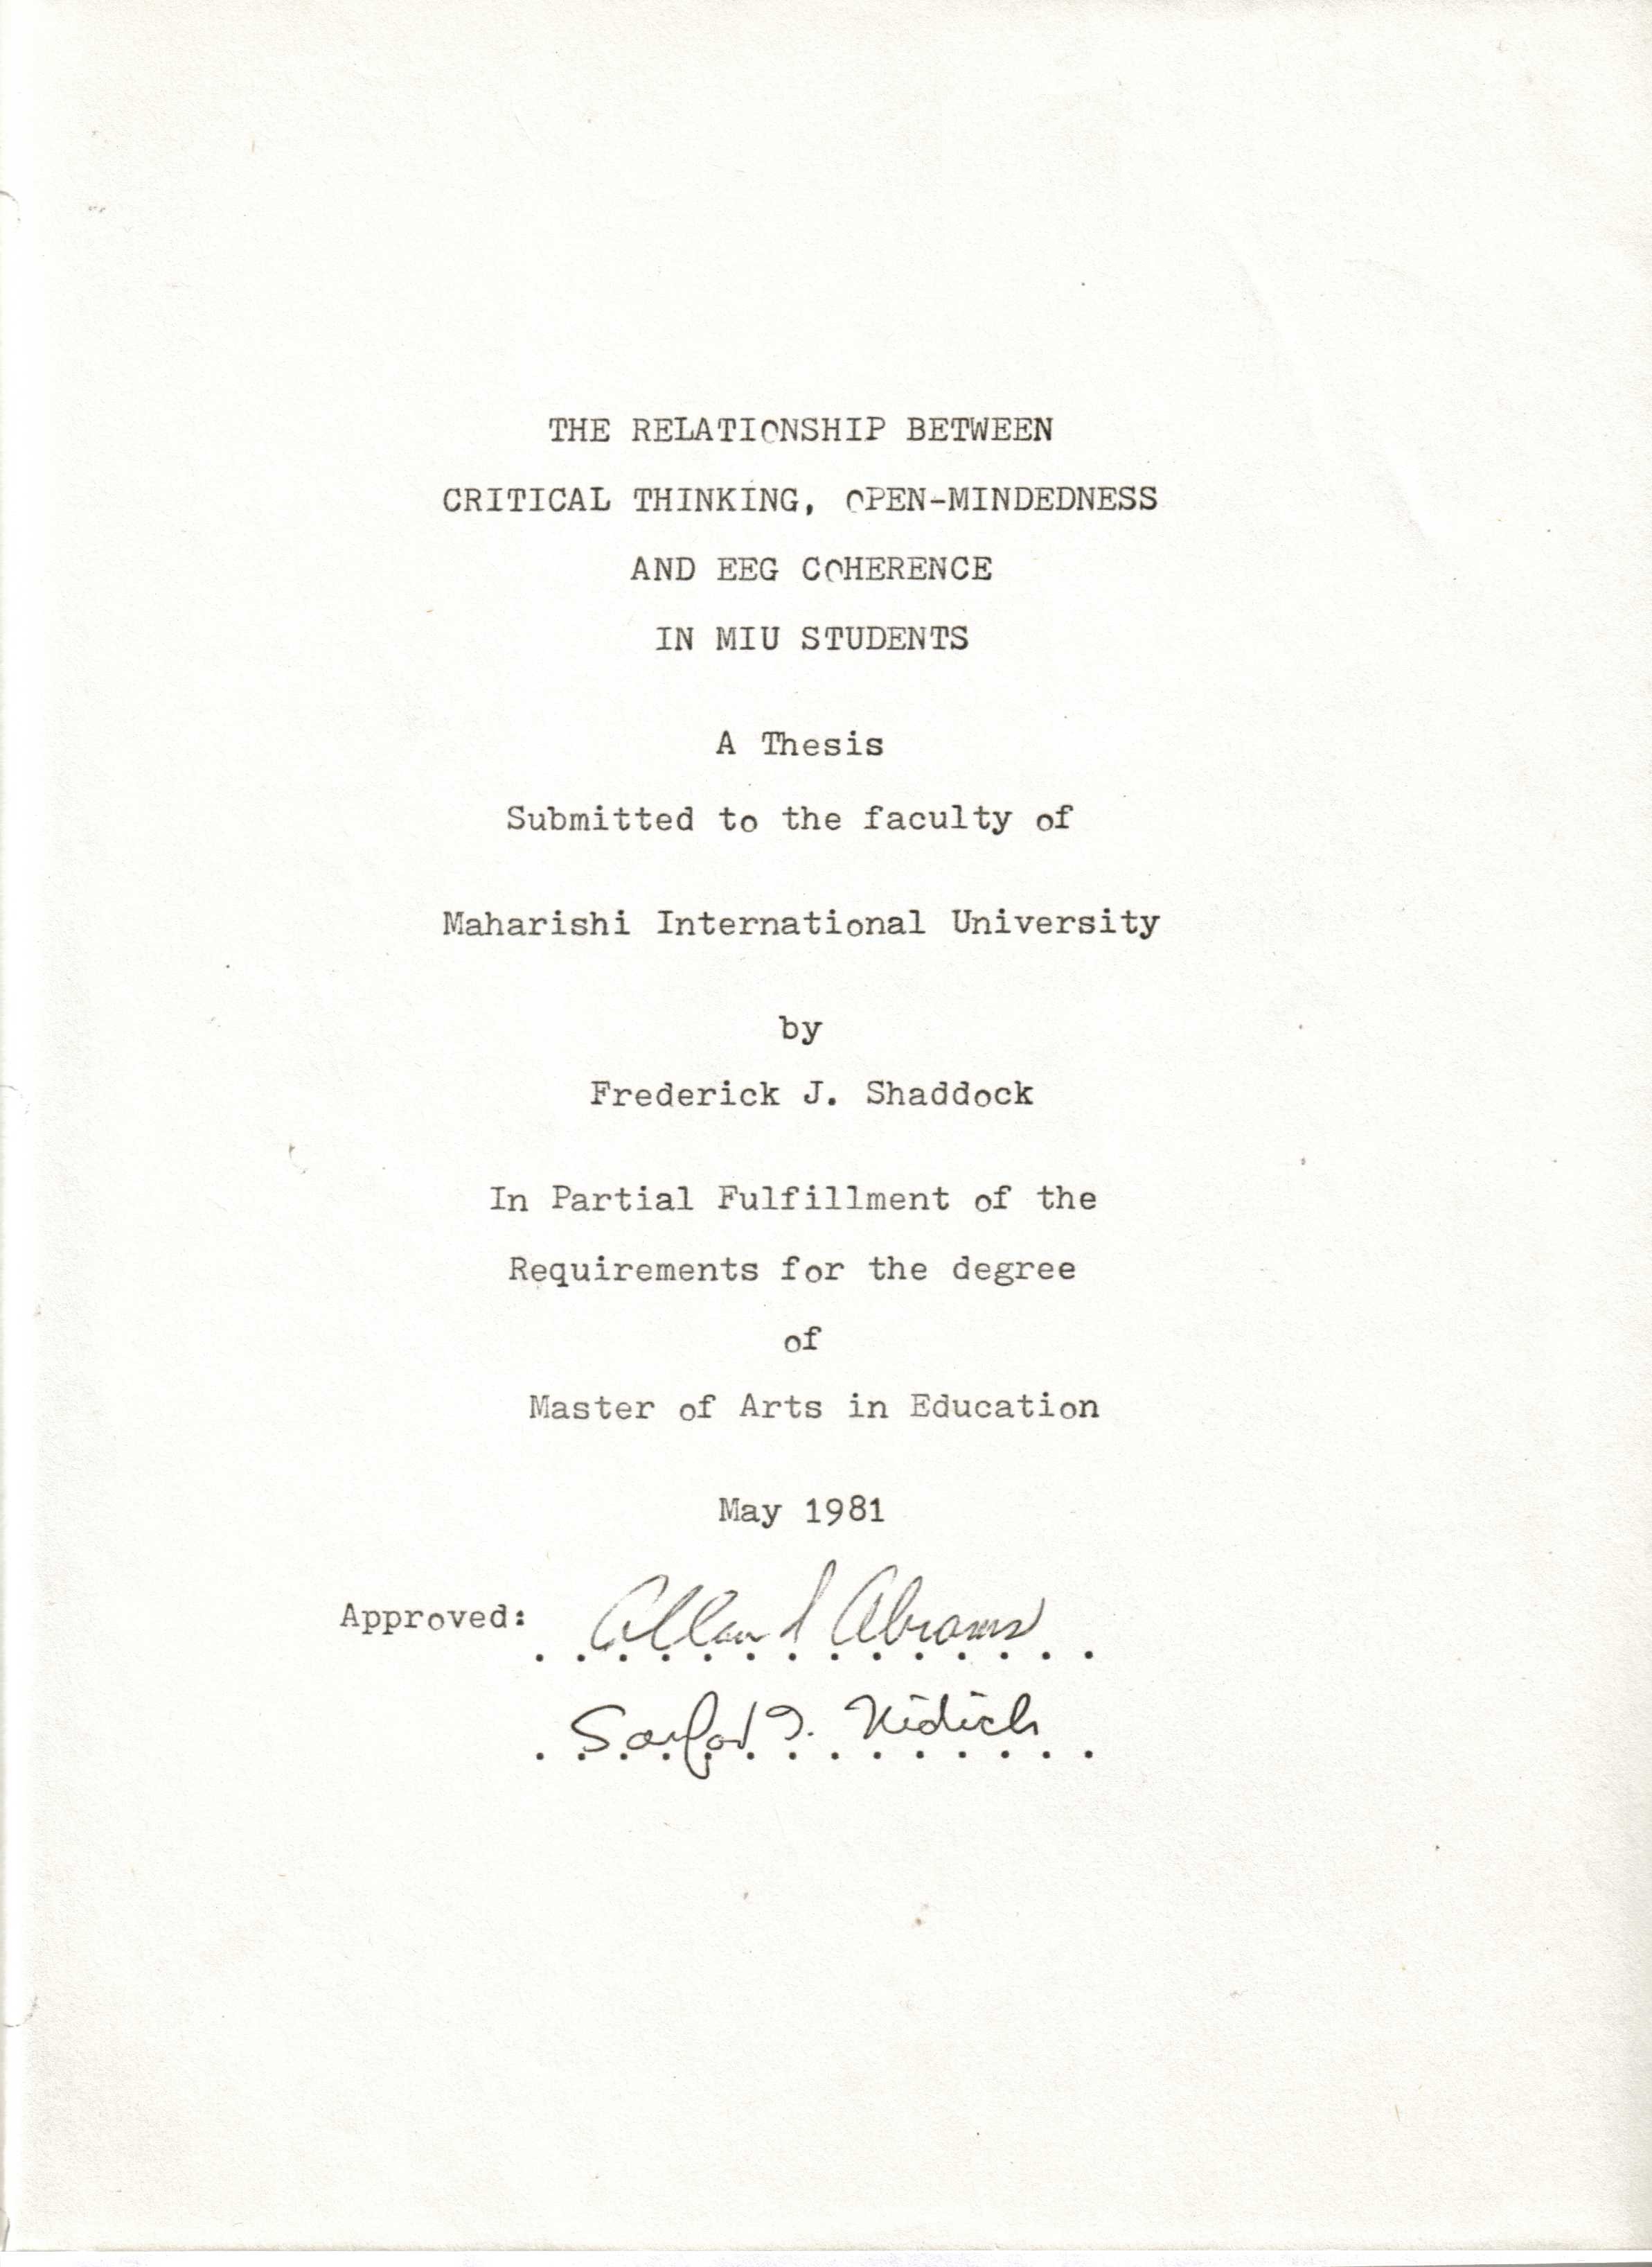 THE RELATIONSHIP BETWEEN
CRITICAL THINKING, OPEN-MINDEDNESS
AND EEG COHERENCE
IN MIU STUDENTS
A Thesis
Submitted to the faculty of
Maharishi International University
by
Frederick J. Shaddock
In Partial Fulfillment of the
Requirements for the degree
of
Master of Arts in Education
May 1981
Approved: Allan I Abrams
Sanford I. Nidich